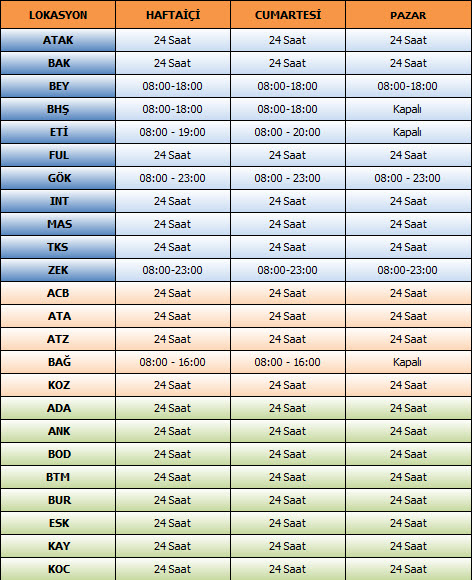 LOKASYON HAFTAİÇİ CUMARTESİ PAZAR
ATAK 24 Saat 24 Saat 24 Saat
BAK 24 Saat 24 Saat 24 Saat
BEY 08:00-18:00 08:00-18:00 08:00-18:00
BHŞ 08:00-18:00 08:00-18:00 Kapalı
ETİ 08:00 - 19:00 08:00 - 20:00 Kapalı
FUL 24 Saat 24 Saat 24 Saat
GÖK 08:00 - 23:00 08:00 - 23:00 08:00 - 23:00
INT 24 Saat 24 Saat 24 Saat
MAS 24 Saat 24 Saat 24 Saat
TKS 24 Saat 24 Saat 24 Saat
ZEK 08:00-23:00 08:00-23:00 08:00-23:00
ACB 24 Saat 24 Saat 24 Saat
ATA 24 Saat 24 Saat 24 Saat
ATZ 24 Saat 24 Saat 24 Saat
BAĞ 08:00 - 16:00 08:00 - 16:00 Kapalı
KOZ 24 Saat 24 Saat 24 Saat
ADA 24 Saat 24 Saat 24 Saat
ANK 24 Saat 24 Saat 24 Saat
BOD 24 Saat 24 Saat 24 Saat
BTM 24 Saat 24 Saat 24 Saat
BUR 24 Saat 24 Saat 24 Saat
ESK 24 Saat 24 Saat 24 Saat
KAY 24 Saat 24 Saat 24 Saat
KOC 24 Saat 24 Saat 24 Saat